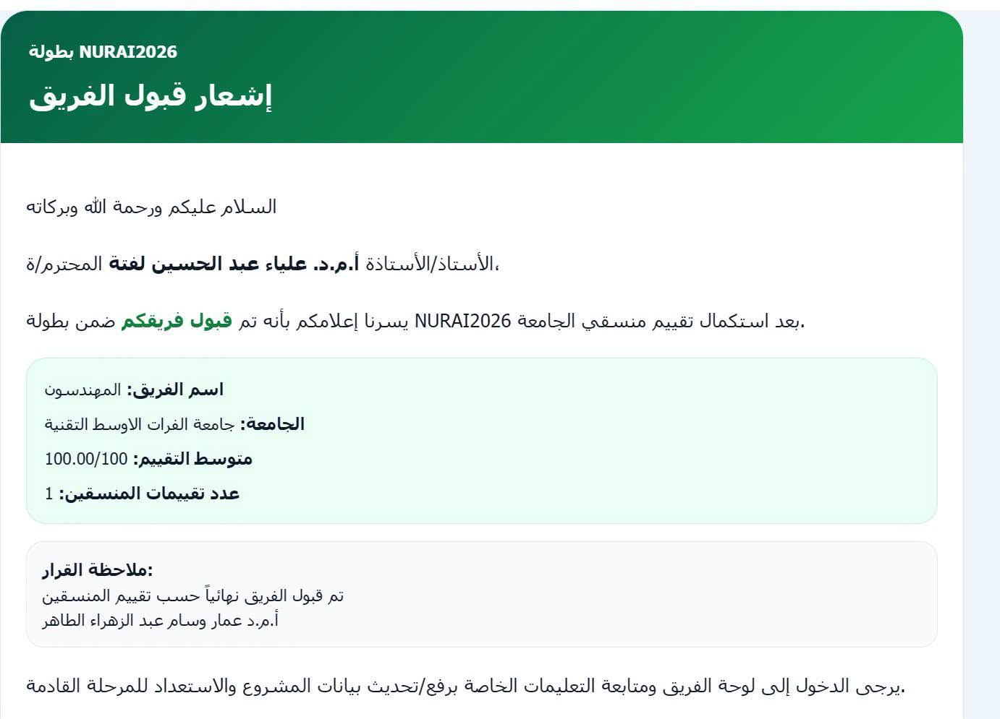 بطولة NURAI2026
إشعار قبول الفريق
السلام عليكم ورحمة الله وبركاته
الأستاذ/الأستاذة أ.م.د. علياء عبد الحسين لفتة المحترم/ة،
بعد استكمال تقييم منسقي الجامعة يسرنا إعلامكم بأنه تم قبول فريقكم ضمن بطولة NURAI2026.
اسم الفريق: المهندسون
الجامعة: جامعة الفرات الاوسط التقنية
متوسط التقييم: 100.00/100
عدد تقييمات المنسقين: 1
ملاحظة القرار:
تم قبول الفريق نهائياً حسب تقييم المنسقين
أ.م.د عمار وسام عبد الزهراء الطاهر
يرجى الدخول إلى لوحة الفريق ومتابعة التعليمات الخاصة برفع/تحديث بيانات المشروع والاستعداد للمرحلة القادمة.